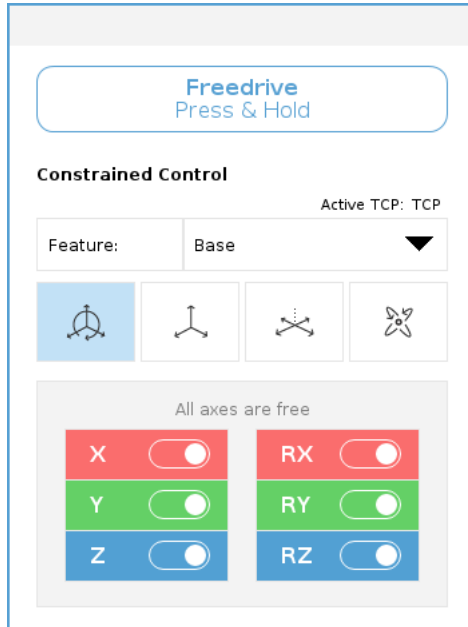 Freedrive
Press & Hold
Constrained Control
Active TCP: TCP
Feature: Base
All axes are free
X RX
Y RY
Z RZ